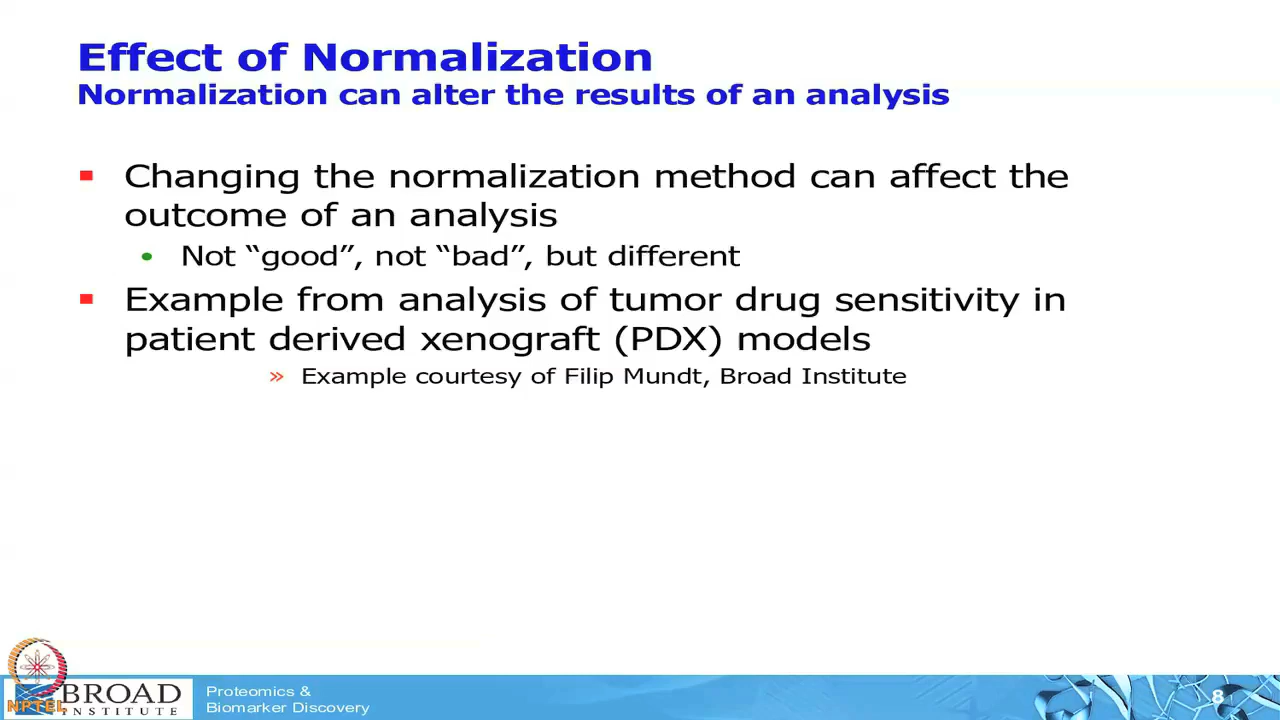 Effect of Normalization
Normalization can alter the results of an analysis
Changing the normalization method can affect the
outcome of an analysis
Not “good”, not “bad”, but different
Example from analysis of tumor drug sensitivity in
patient derived xenograft (PDX) models
» Example courtesy of Filip Mundt, Broad Institute
BROAD
INSTITUTE
NPTEL
Proteomics &
Biomarker Discovery
8